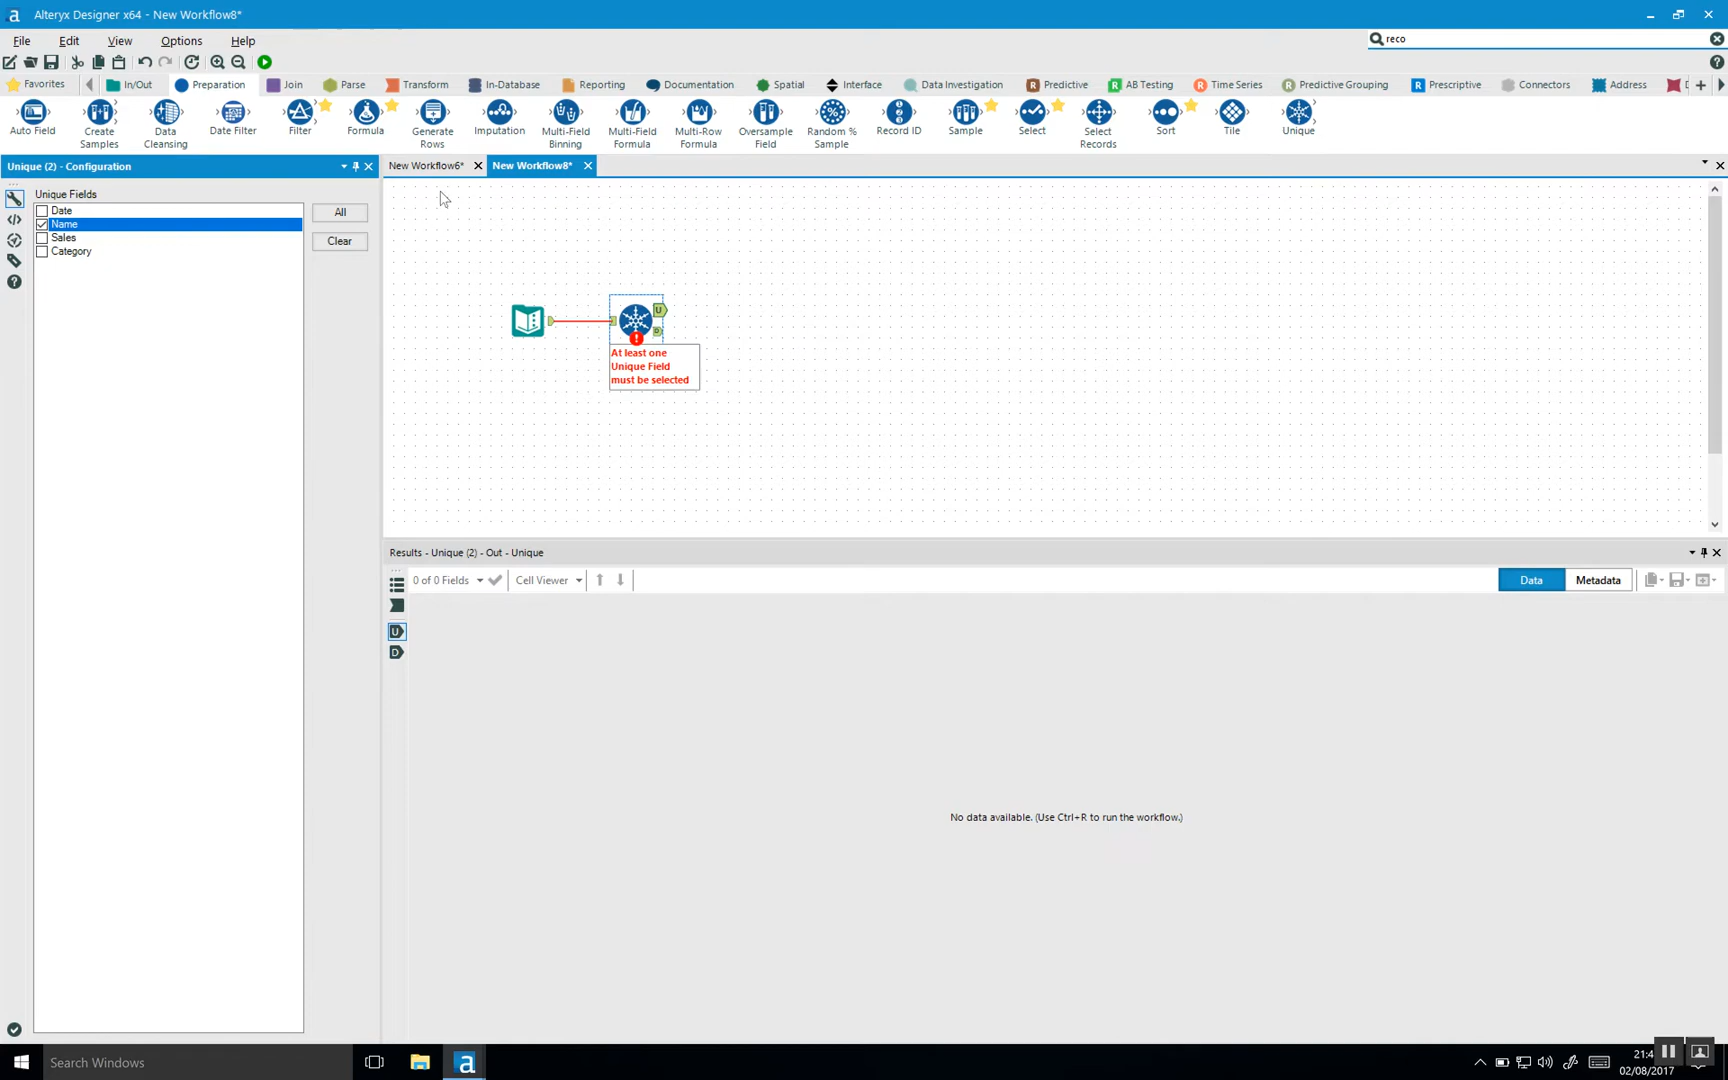 Alteryx Designer x64 - New Workflow8*
File Edit View Options Help
reco
Favorites In/Out Preparation Join Parse Transform In-Database Reporting Documentation Spatial Interface Data Investigation Predictive AB Testing Time Series Predictive Grouping Prescriptive Connectors Address
Auto Field Create Samples Data Cleansing Date Filter Filter Formula Generate Rows Imputation Multi-Field Binning Multi-Field Formula Multi-Row Formula Oversample Field Random % Sample Record ID Sample Select Select Records Sort Tile Unique
Unique (2) - Configuration
New Workflow6* New Workflow8*
Unique Fields
Date
Name
Sales
Category
All
Clear
U
D
At least one
Unique Field
must be selected
Results - Unique (2) - Out - Unique
0 of 0 Fields Cell Viewer Data Metadata
U
D
No data available. (Use Ctrl+R to run the workflow.)
Search Windows
21:4
02/08/2017